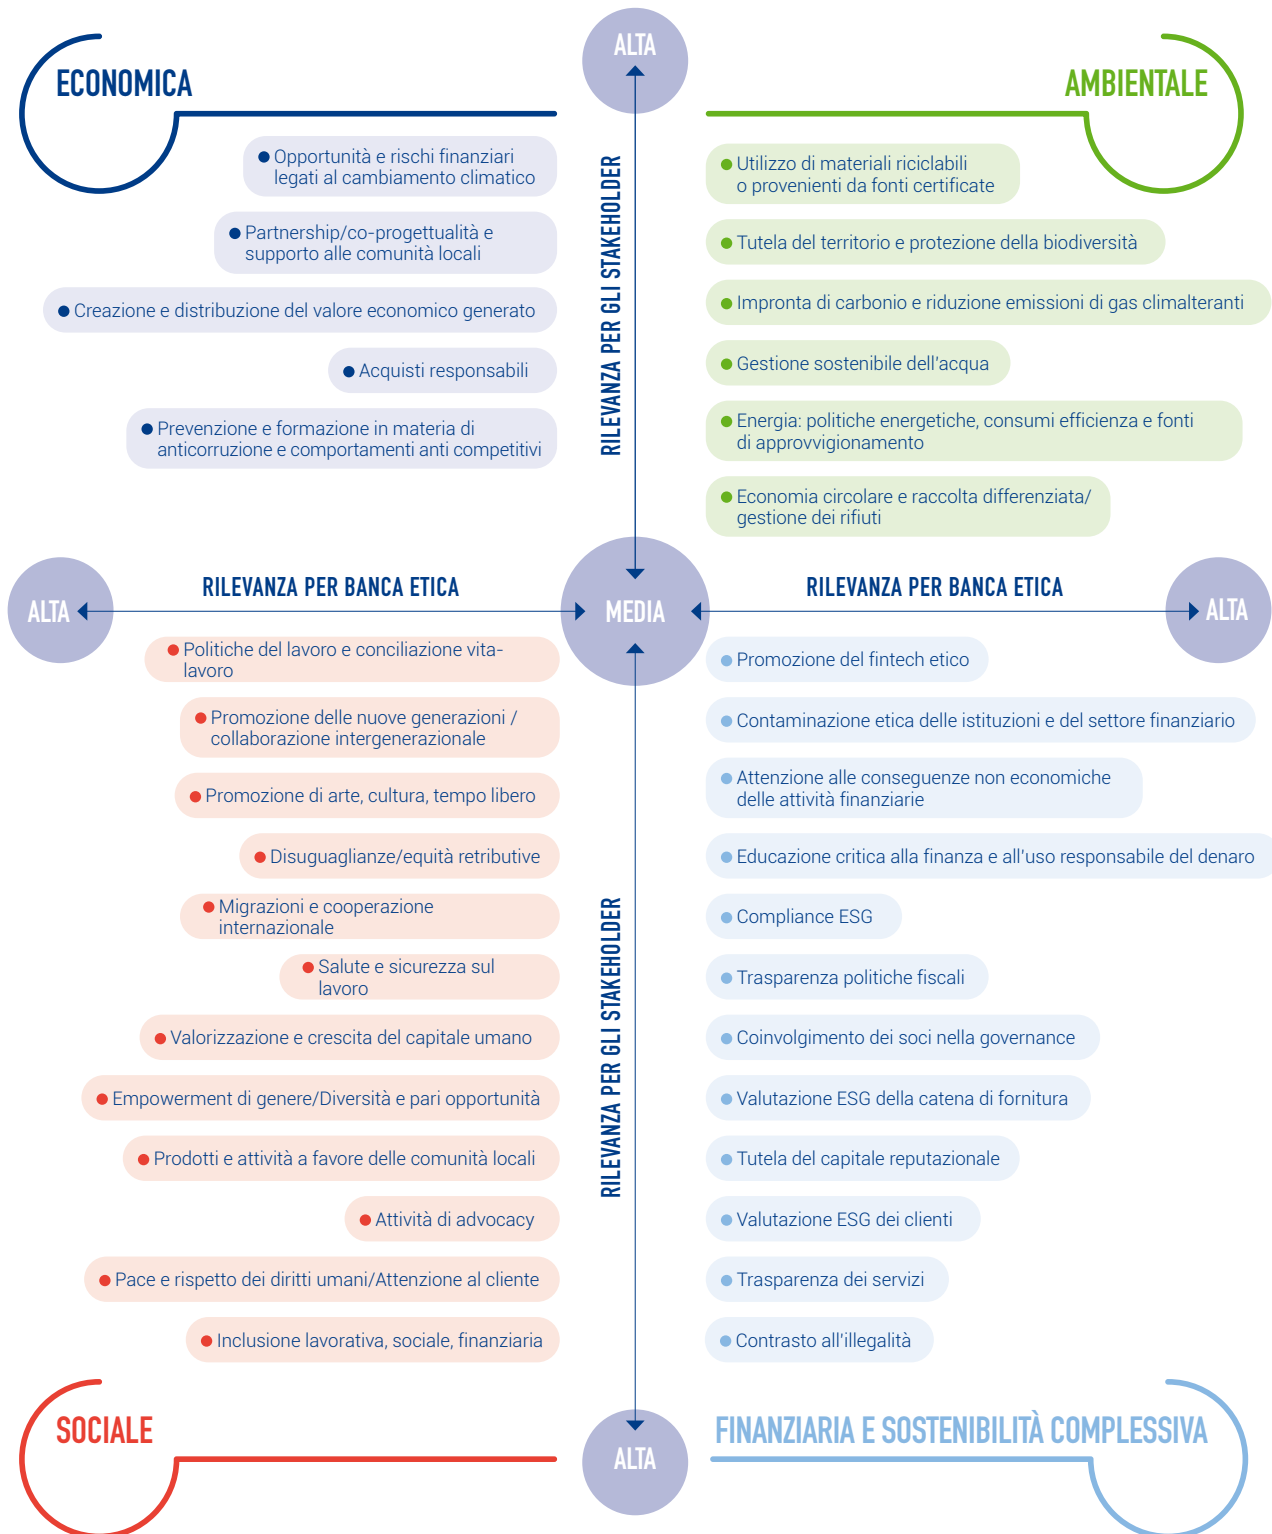 ALTA
ECONOMICA
Opportunità e rischi finanziari
legati al cambiamento climatico
Partnership/co-progettualità e
supporto alle comunità locali
Creazione e distribuzione del valore economico generato
Acquisti responsabili
Prevenzione e formazione in materia di
anticorruzione e comportamenti anti competitivi
RILEVANZA PER GLI STAKEHOLDER
AMBIENTALE
Utilizzo di materiali riciclabili
o provenienti da fonti certificate
Tutela del territorio e protezione della biodiversità
Impronta di carbonio e riduzione emissioni di gas climalteranti
Gestione sostenibile dell'acqua
Energia: politiche energetiche, consumi efficienza e fonti
di approvvigionamento
Economia circolare e raccolta differenziata/
gestione dei rifiuti
ALTA
RILEVANZA PER BANCA ETICA
MEDIA
RILEVANZA PER BANCA ETICA
ALTA
Politiche del lavoro e conciliazione vita-
lavoro
Promozione delle nuove generazioni /
collaborazione intergenerazionale
Promozione di arte, cultura, tempo libero
Disuguaglianze/equità retributive
Migrazioni e cooperazione
internazionale
Salute e sicurezza sul
lavoro
Valorizzazione e crescita del capitale umano
Empowerment di genere/Diversità e pari opportunità
Prodotti e attività a favore delle comunità locali
Attività di advocacy
Pace e rispetto dei diritti umani/Attenzione al cliente
Inclusione lavorativa, sociale, finanziaria
SOCIALE
RILEVANZA PER GLI STAKEHOLDER
Promozione del fintech etico
Contaminazione etica delle istituzioni e del settore finanziario
Attenzione alle conseguenze non economiche
delle attività finanziarie
Educazione critica alla finanza e all'uso responsabile del denaro
Compliance ESG
Trasparenza politiche fiscali
Coinvolgimento dei soci nella governance
Valutazione ESG della catena di fornitura
Tutela del capitale reputazionale
Valutazione ESG dei clienti
Trasparenza dei servizi
Contrasto all'illegalità
FINANZIARIA E SOSTENIBILITÀ COMPLESSIVA
ALTA